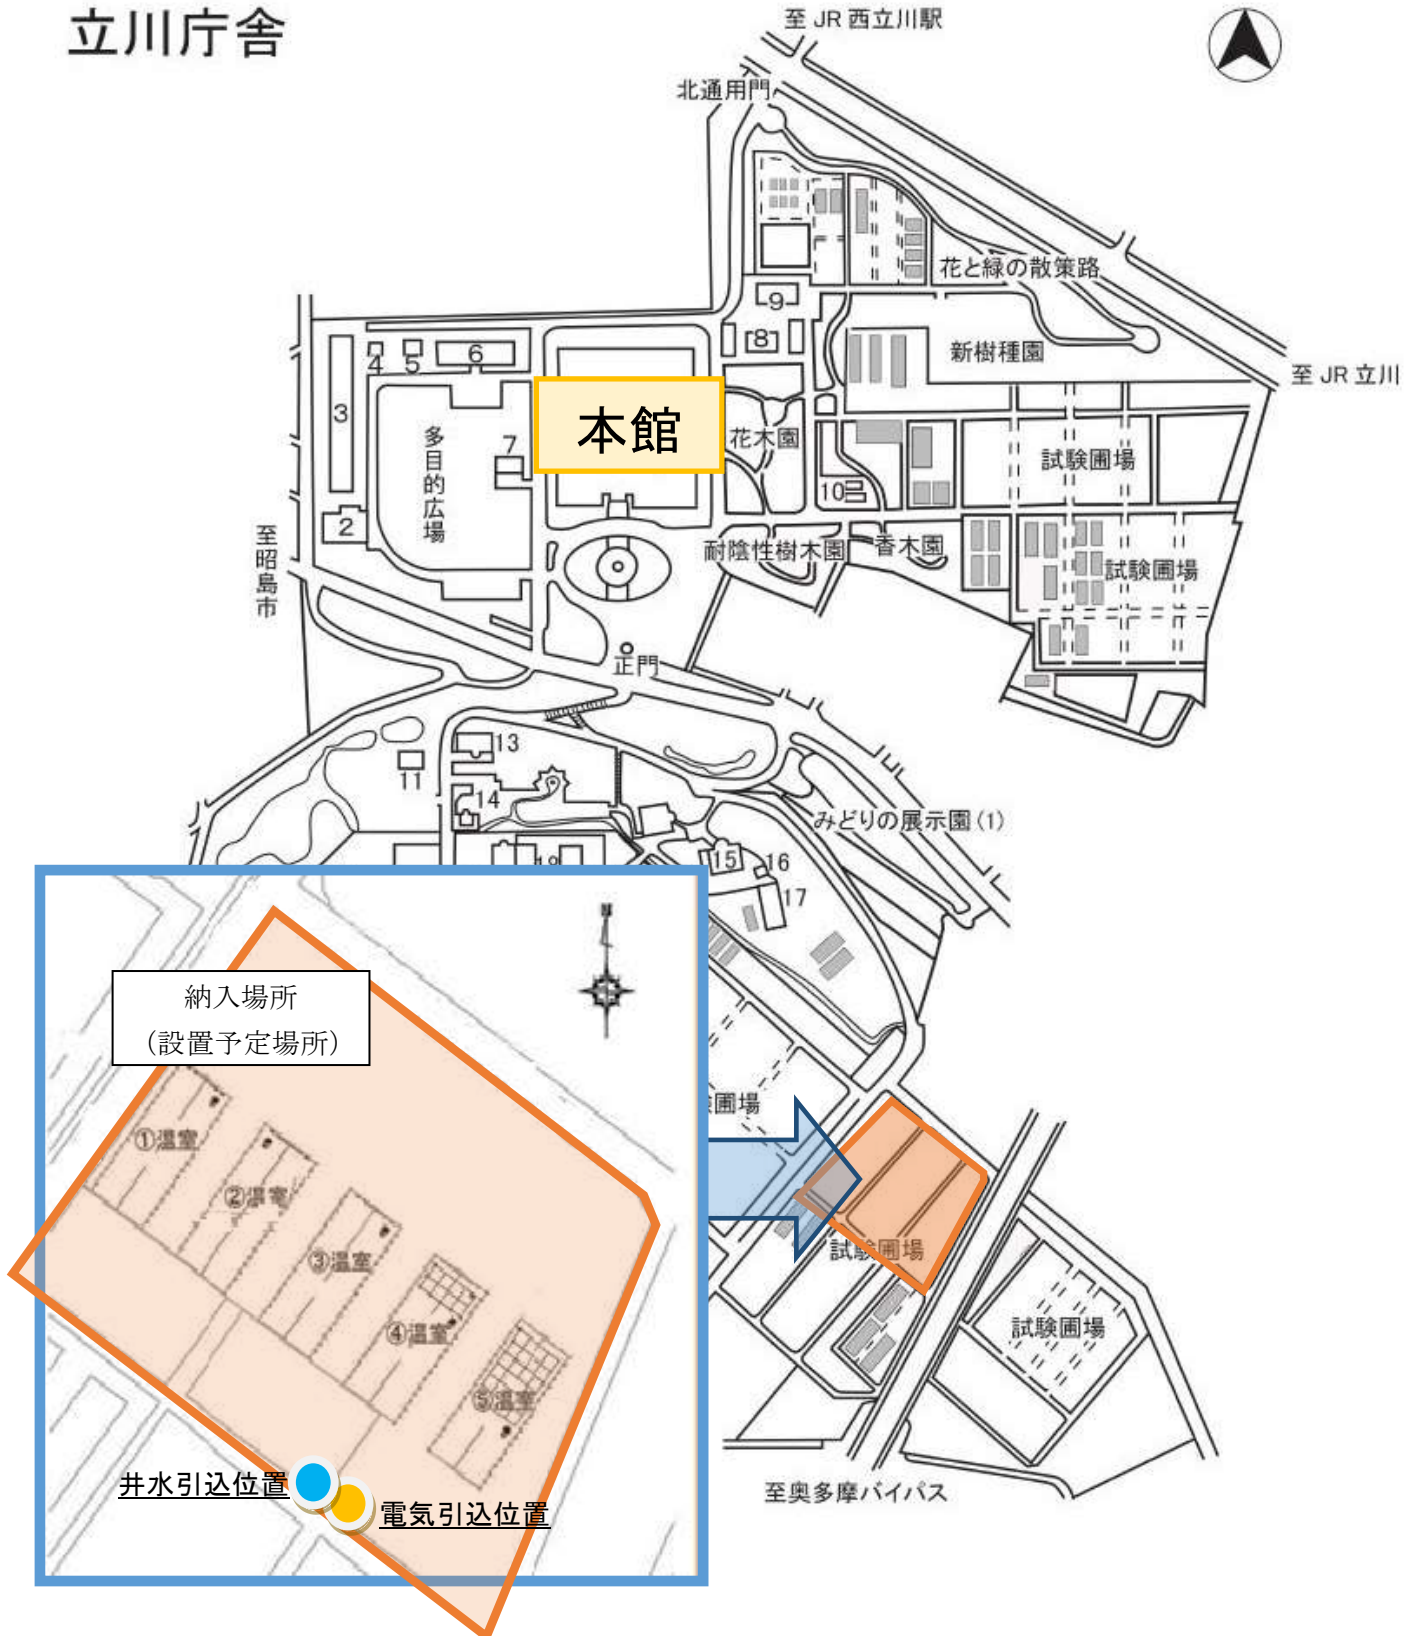 立川庁舎
至 JR 西立川駅
北通用門
花と緑の散策路
9
8
新樹種園
至 JR 立川
4
5
6
3
本館
花木園
多目的広場
7
試験圃場
10
2
至昭島市
耐陰性樹木園
香木園
試験圃場
正門
13
11
14
みどりの展示園(1)
15
16
17
納入場所
（設置予定場所）
圃場
①温室
②温室
③温室
④温室
⑤温室
試験圃場
試験圃場
井水引込位置
電気引込位置
至奥多摩バイパス